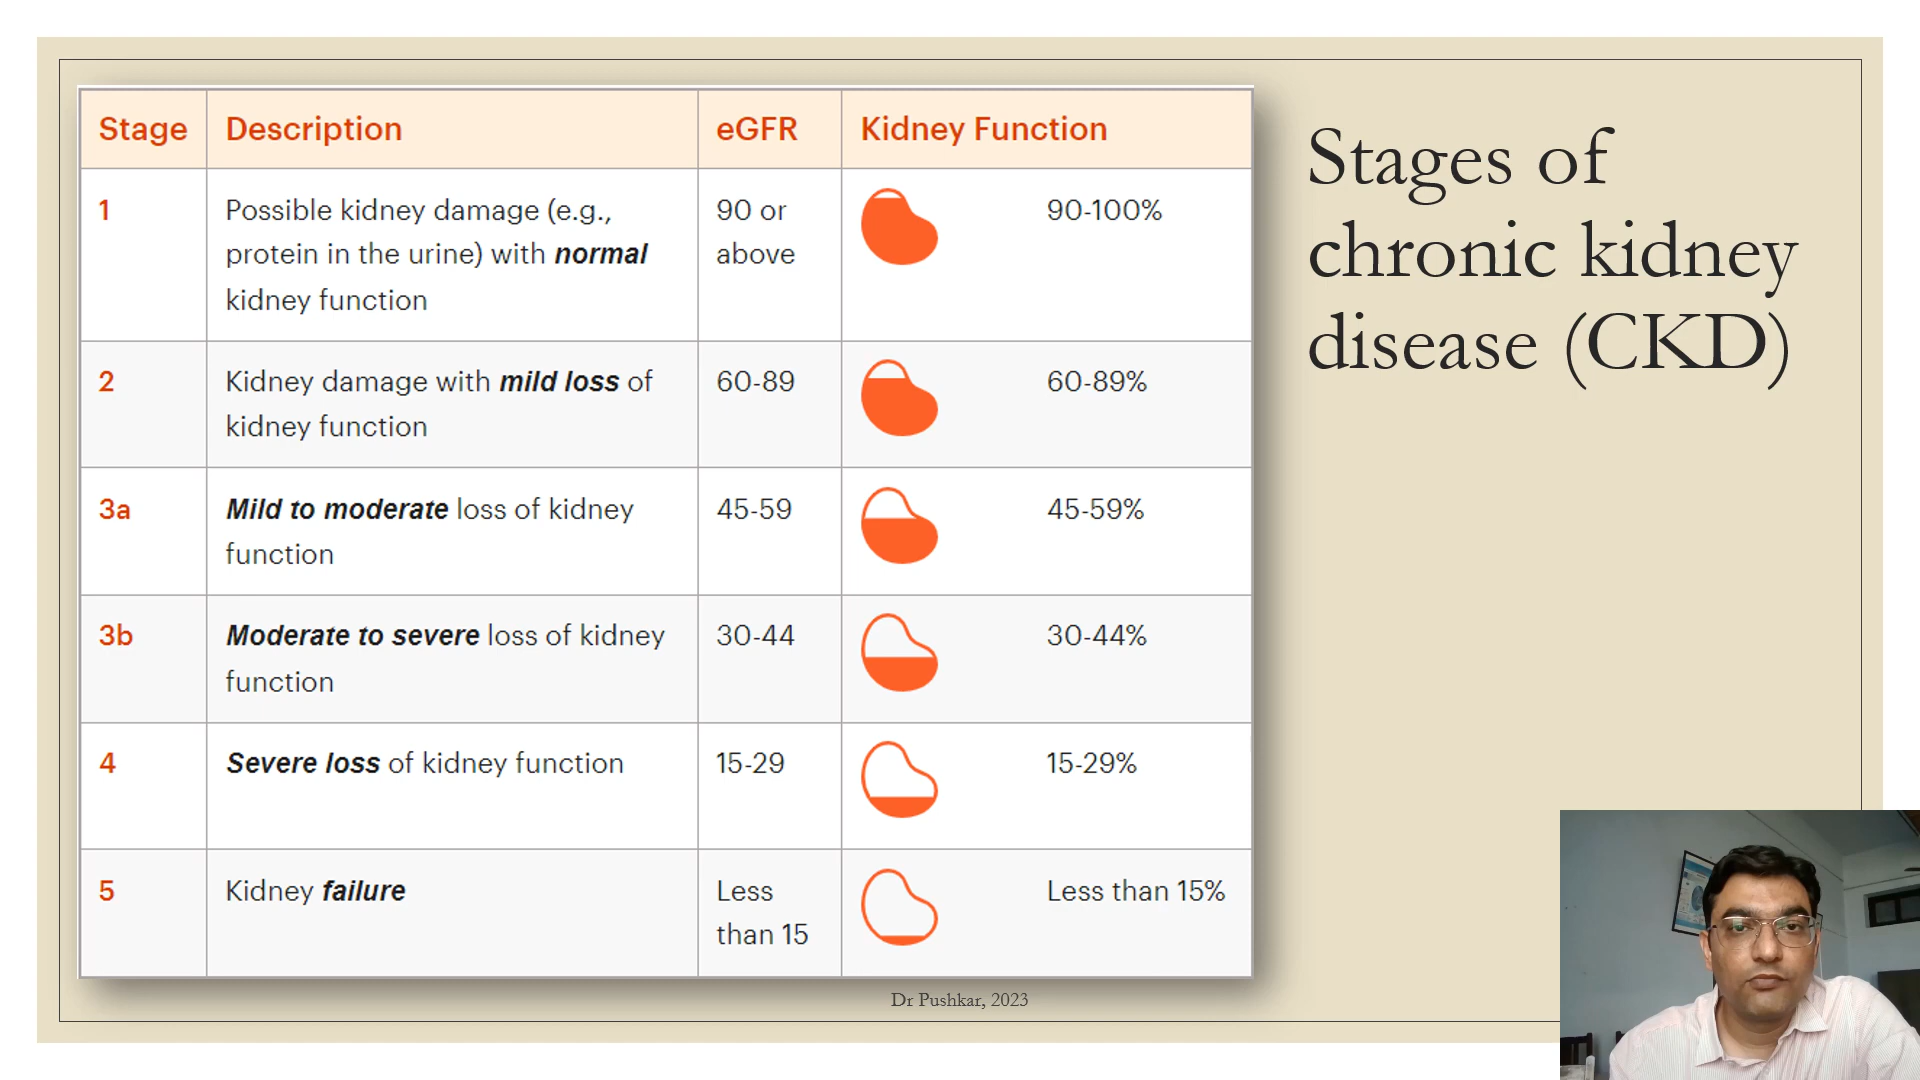 Stage Description eGFR Kidney Function
1 Possible kidney damage (e.g., 90 or 90-100%
protein in the urine) with normal above
kidney function
2 Kidney damage with mild loss of 60-89 60-89%
kidney function
3a Mild to moderate loss of kidney 45-59 45-59%
function
3b Moderate to severe loss of kidney 30-44 30-44%
function
4 Severe loss of kidney function 15-29 15-29%
5 Kidney failure Less Less than 15%
than 15
Stages of
chronic kidney
disease (CKD)
Dr Pushkar, 2023